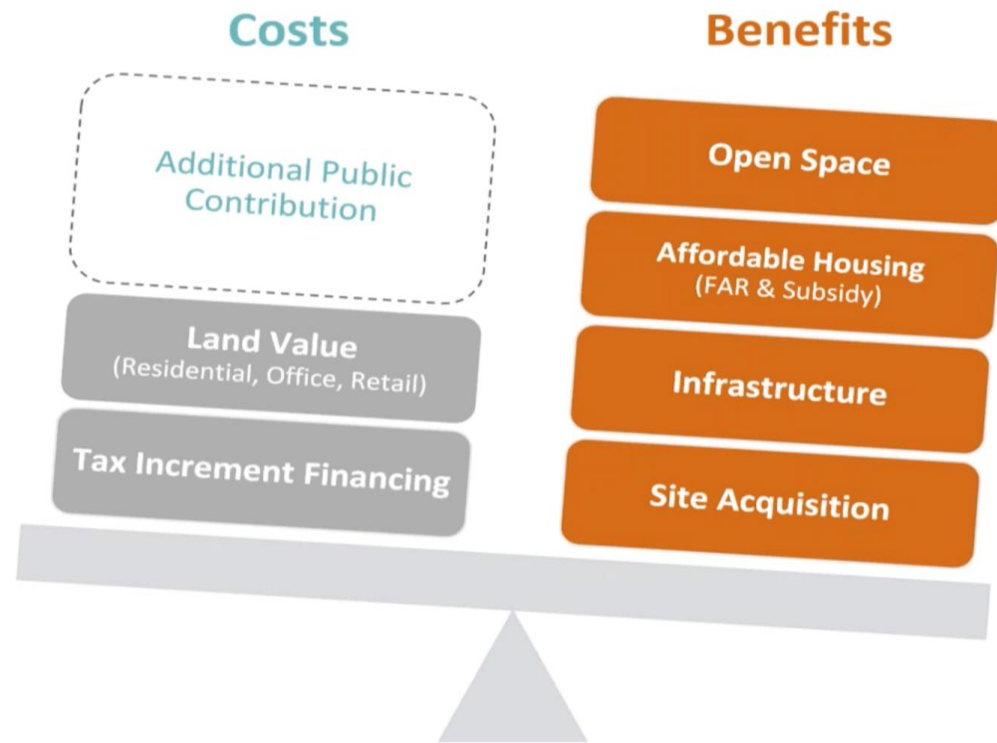 Costs
Benefits
Additional Public
Contribution
Land Value
(Residential, Office, Retail)
Tax Increment Financing
Open Space
Affordable Housing
(FAR & Subsidy)
Infrastructure
Site Acquisition